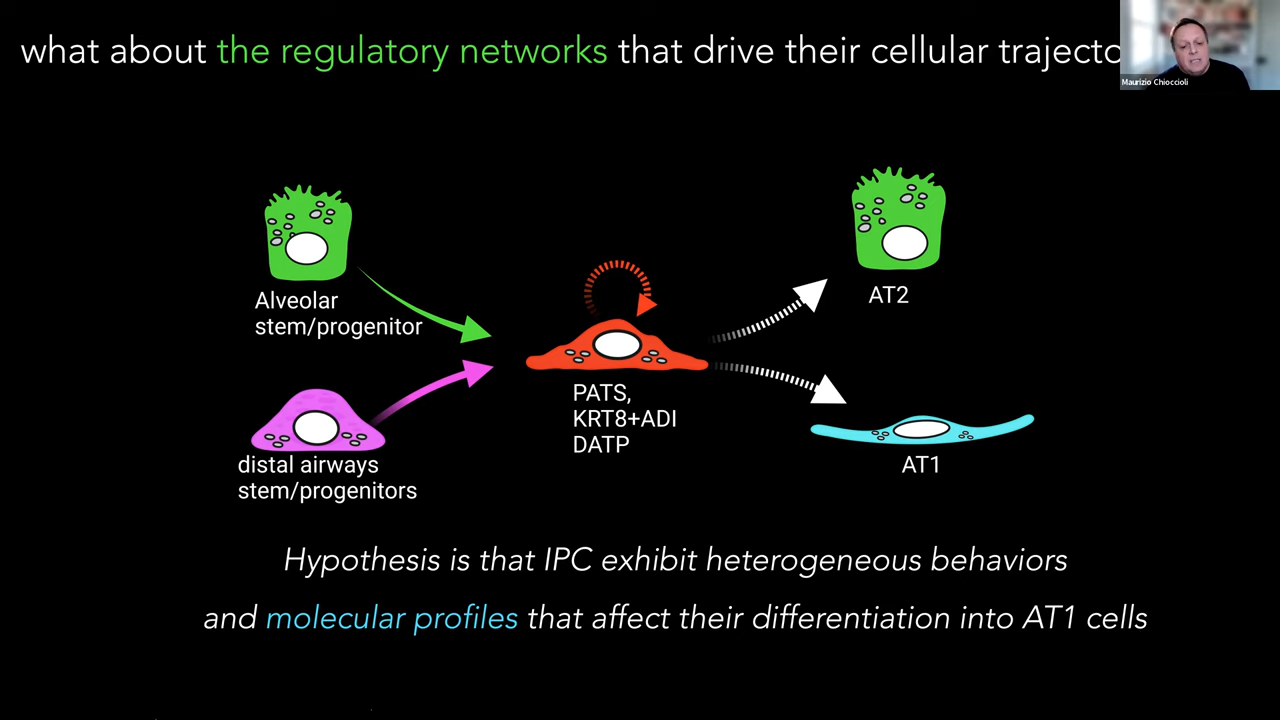 what about the regulatory networks that drive their cellular
Maurizio Chioccioli
Alveolar
stem/progenitor
AT2
PATS,
KRT8+ADI
DATP
distal airways
stem/progenitors
AT1
Hypothesis is that IPC exhibit heterogeneous behaviors
and molecular profiles that affect their differentiation into AT1 cells